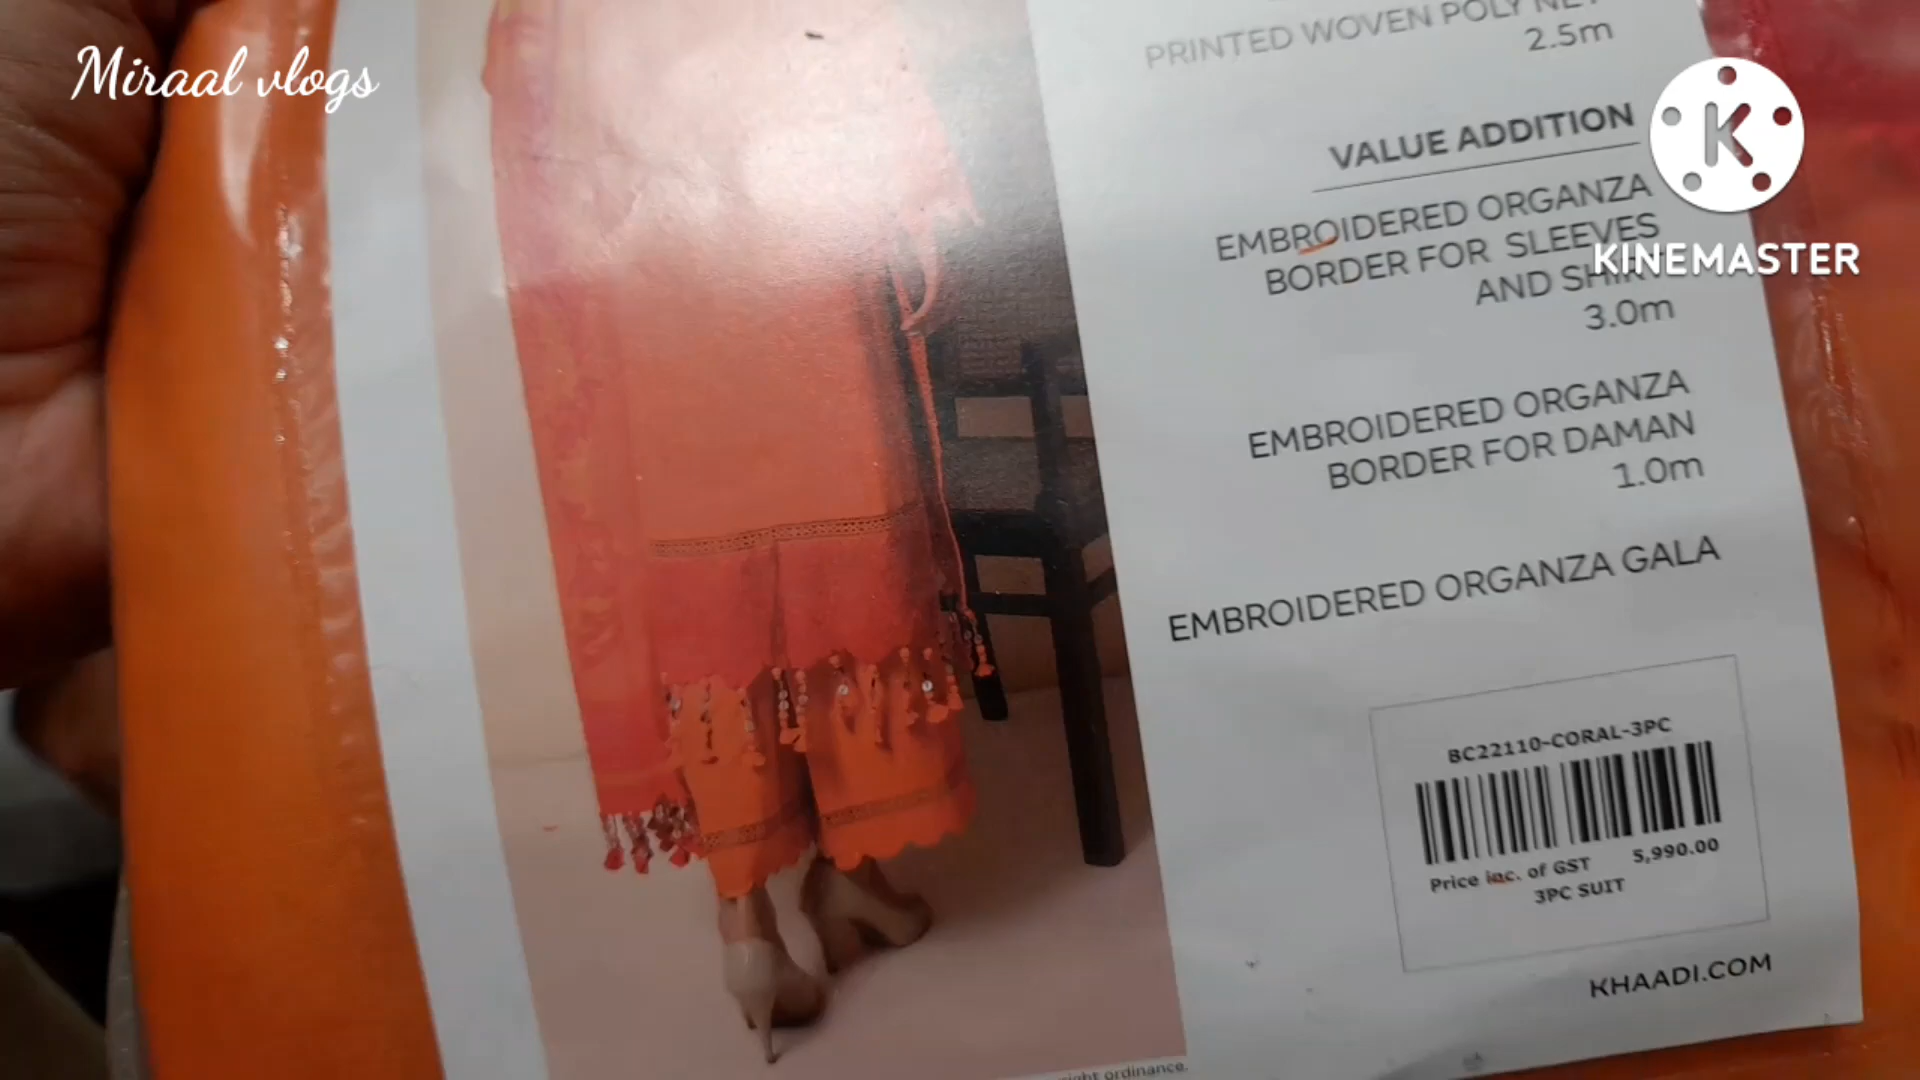 Miraal vlogs
PRINTED WOVEN POLY NET
2.5m
VALUE ADDITION
EMBROIDERED ORGANZA
BORDER FOR SLEEVES
AND SHIRT
3.0m
EMBROIDERED ORGANZA
BORDER FOR DAMAN
1.0m
EMBROIDERED ORGANZA GALA
BC22110-CORAL-3PC
Price inc. of GST 5,990.00
3PC SUIT
KHAADI.COM
ordinance.
K
KINEMASTER